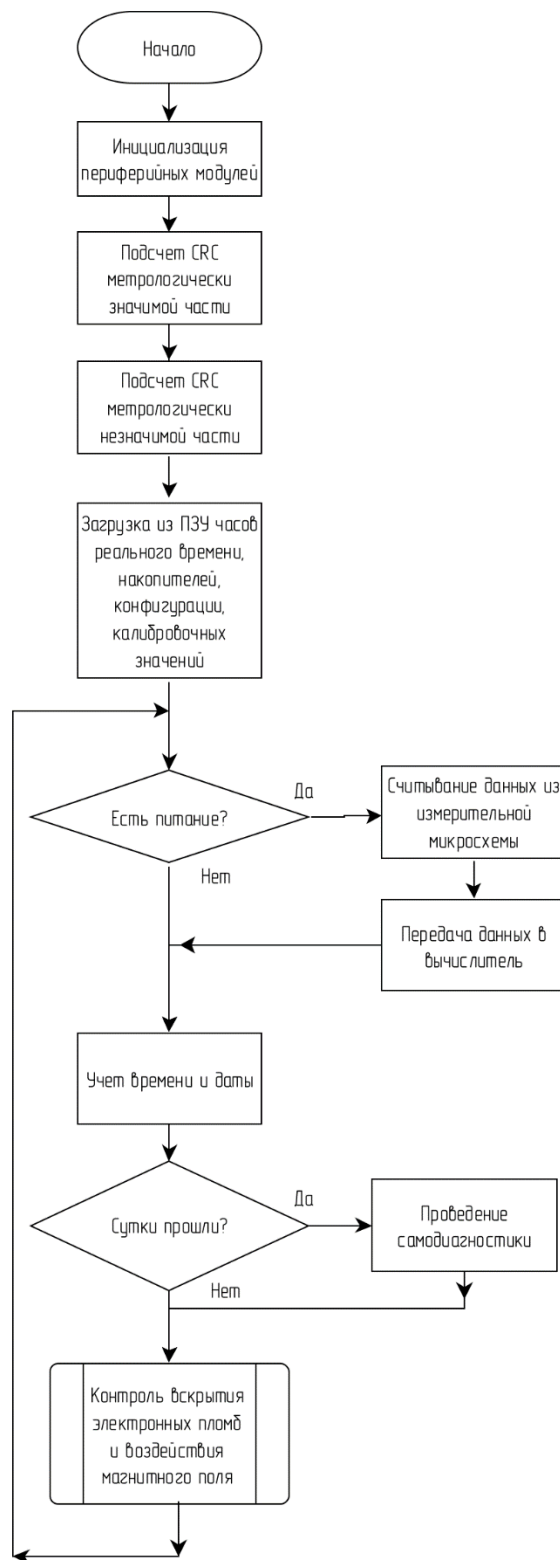 Начало
Инициализация
периферийных модулей
Подсчет CRC
метрологически
значимой части
Подсчет CRC
метрологически
незначимой части
Загрузка из ПЗУ часов
реального времени,
накопителей,
конфигурации,
калибровочных
значений
Есть питание?
Да
Считывание данных из
измерительной
микросхемы
Нет
Передача данных в
вычислитель
Учет времени и даты
Сутки прошли?
Да
Проведение
самодиагностики
Нет
Контроль вскрытия
электронных пломб
и воздействия
магнитного поля